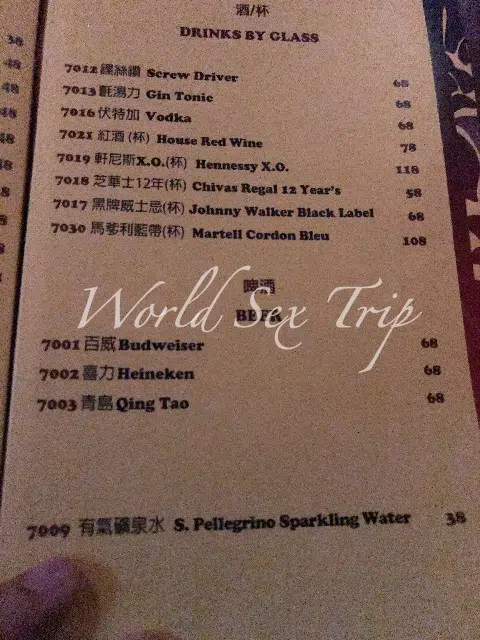 酒/杯
DRINKS BY GLASS
38
48
48
48
48
7012 鏍絲鑽 Screw Driver 68
7013 氈湯力 Gin Tonic 68
7016 伏特加 Vodka 68
7021 紅酒 (杯) House Red Wine 78
7019 軒尼斯X.O.(杯) Hennessy X.O. 118
7018 芝華士12年(杯) Chivas Regal 12 Year's 58
7017 黑牌威士忌(杯) Johnny Walker Black Label 68
7030 馬爹利藍帶(杯) Martell Cordon Bleu 108
啤酒
BEER
World Sex Trip
7001 百威 Budweiser 68
7002 喜力 Heineken 68
7003 青島 Qing Tao 68
7009 有氣礦泉水 S. Pellegrino Sparkling Water 38